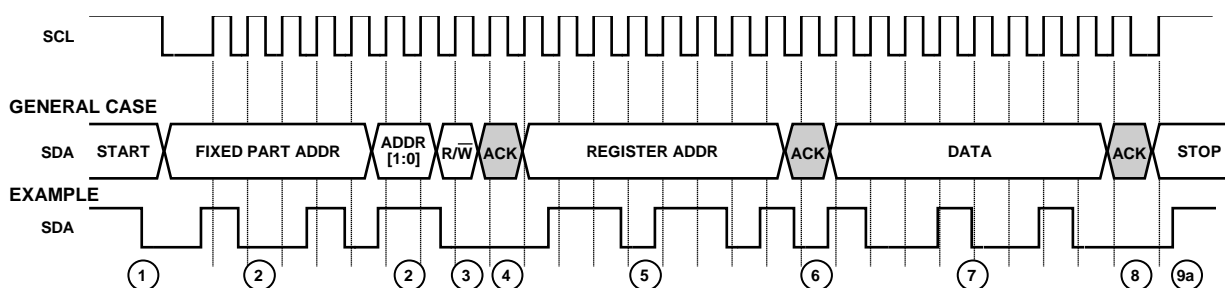 SCL
GENERAL CASE
SDA START FIXED PART ADDR ADDR [1:0] R/W̅ ACK REGISTER ADDR ACK DATA ACK STOP
EXAMPLE
SDA
1 2 2 3 4 5 6 7 8 9a